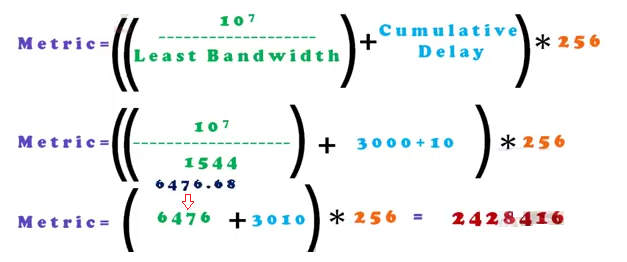 10⁷
Metric=((--------------------)+Cumulative Delay)*256
Least Bandwidth
10⁷
Metric=((--------------------) + 3000+10 )*256
1544
6476.68
Metric=( 6476 +3010)*256 = 2428416